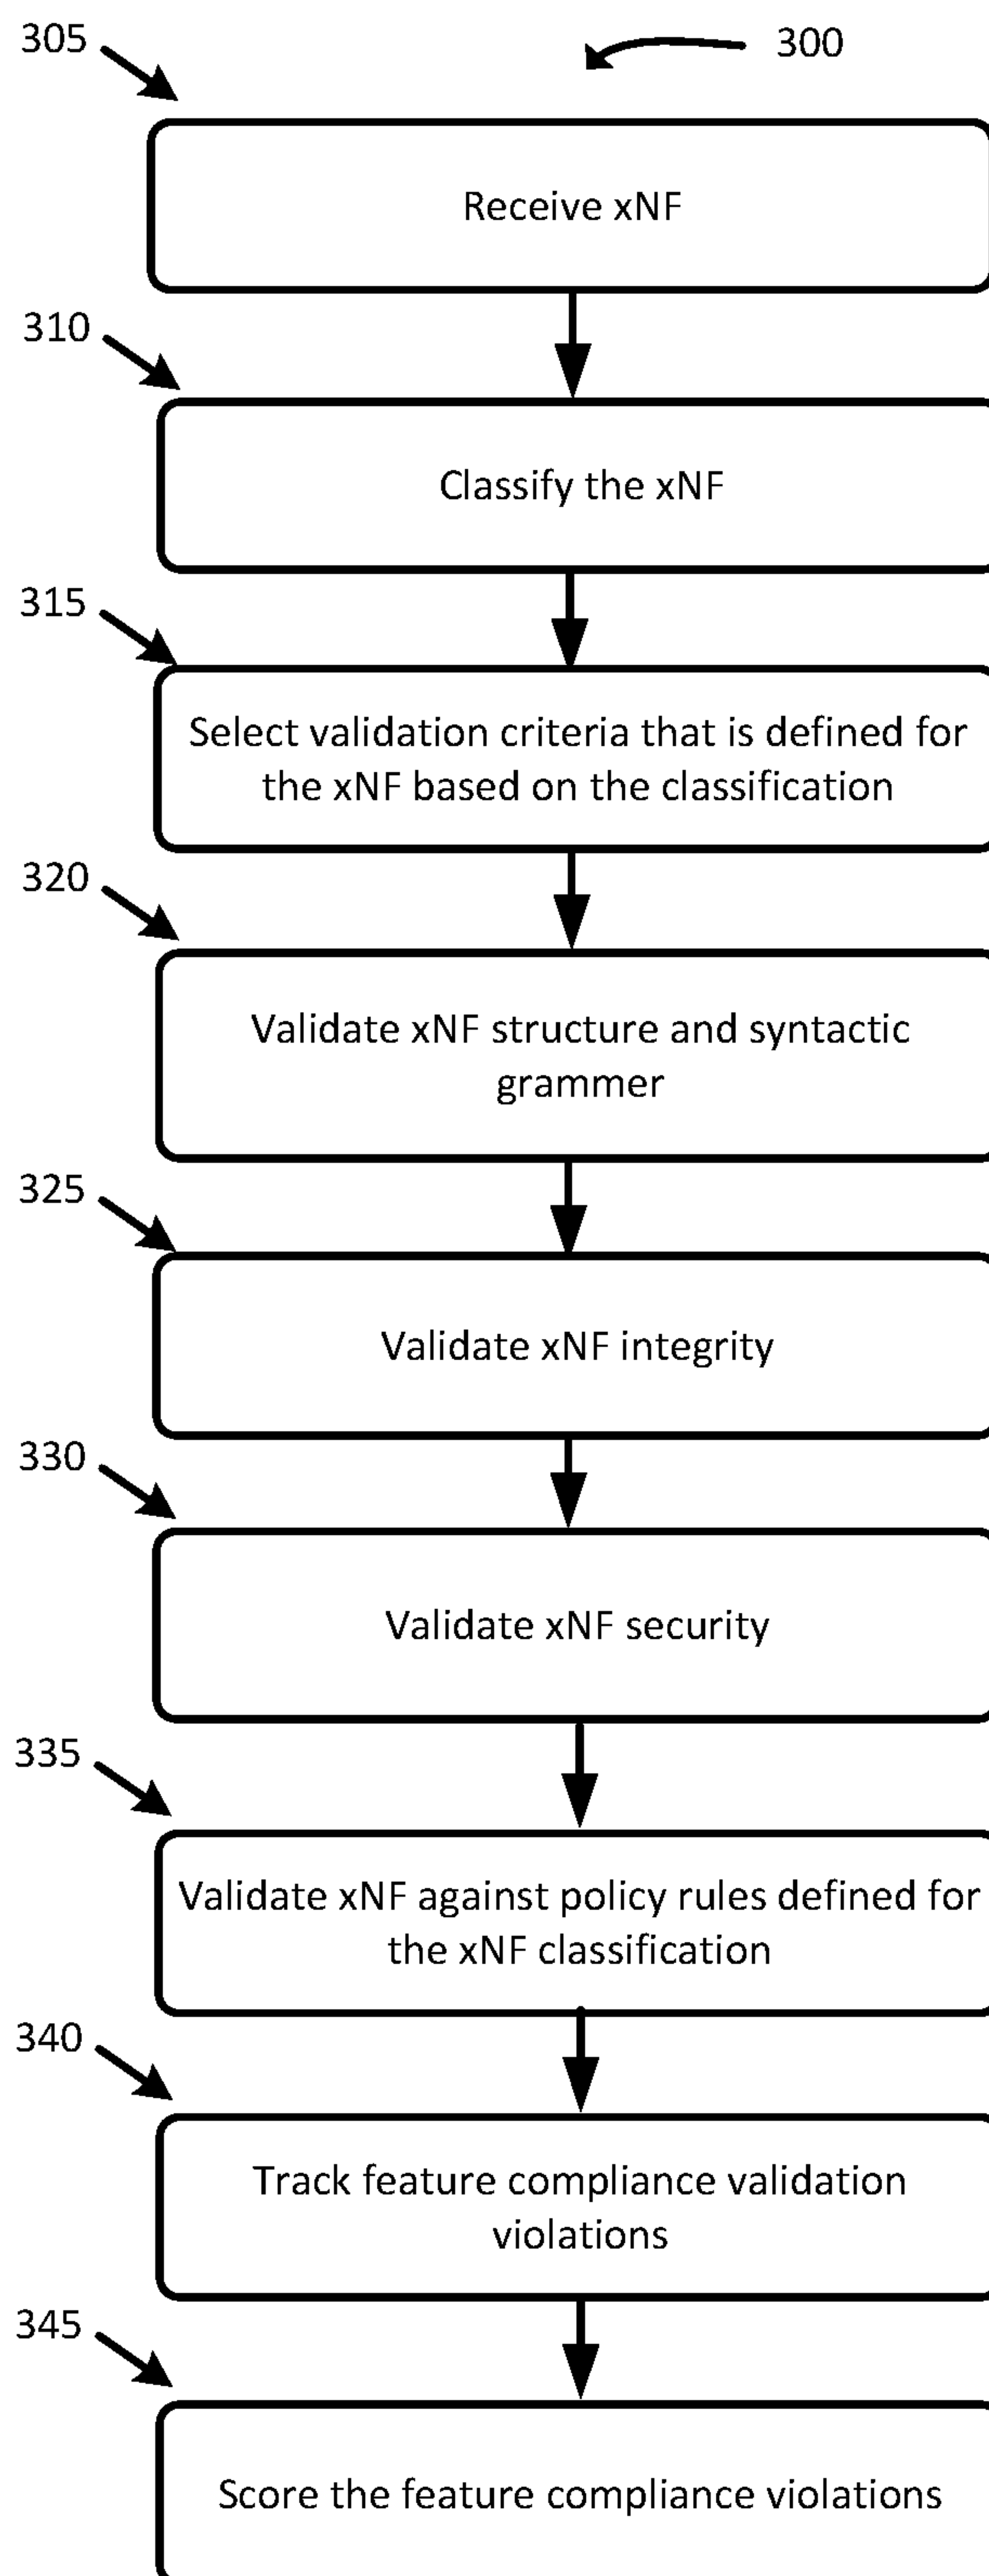 305
300
Receive xNF
310
Classify the xNF
315
Select validation criteria that is defined for
the xNF based on the classification
320
Validate xNF structure and syntactic
grammer
325
Validate xNF integrity
330
Validate xNF security
335
Validate xNF against policy rules defined for
the xNF classification
340
Track feature compliance validation
violations
345
Score the feature compliance violations